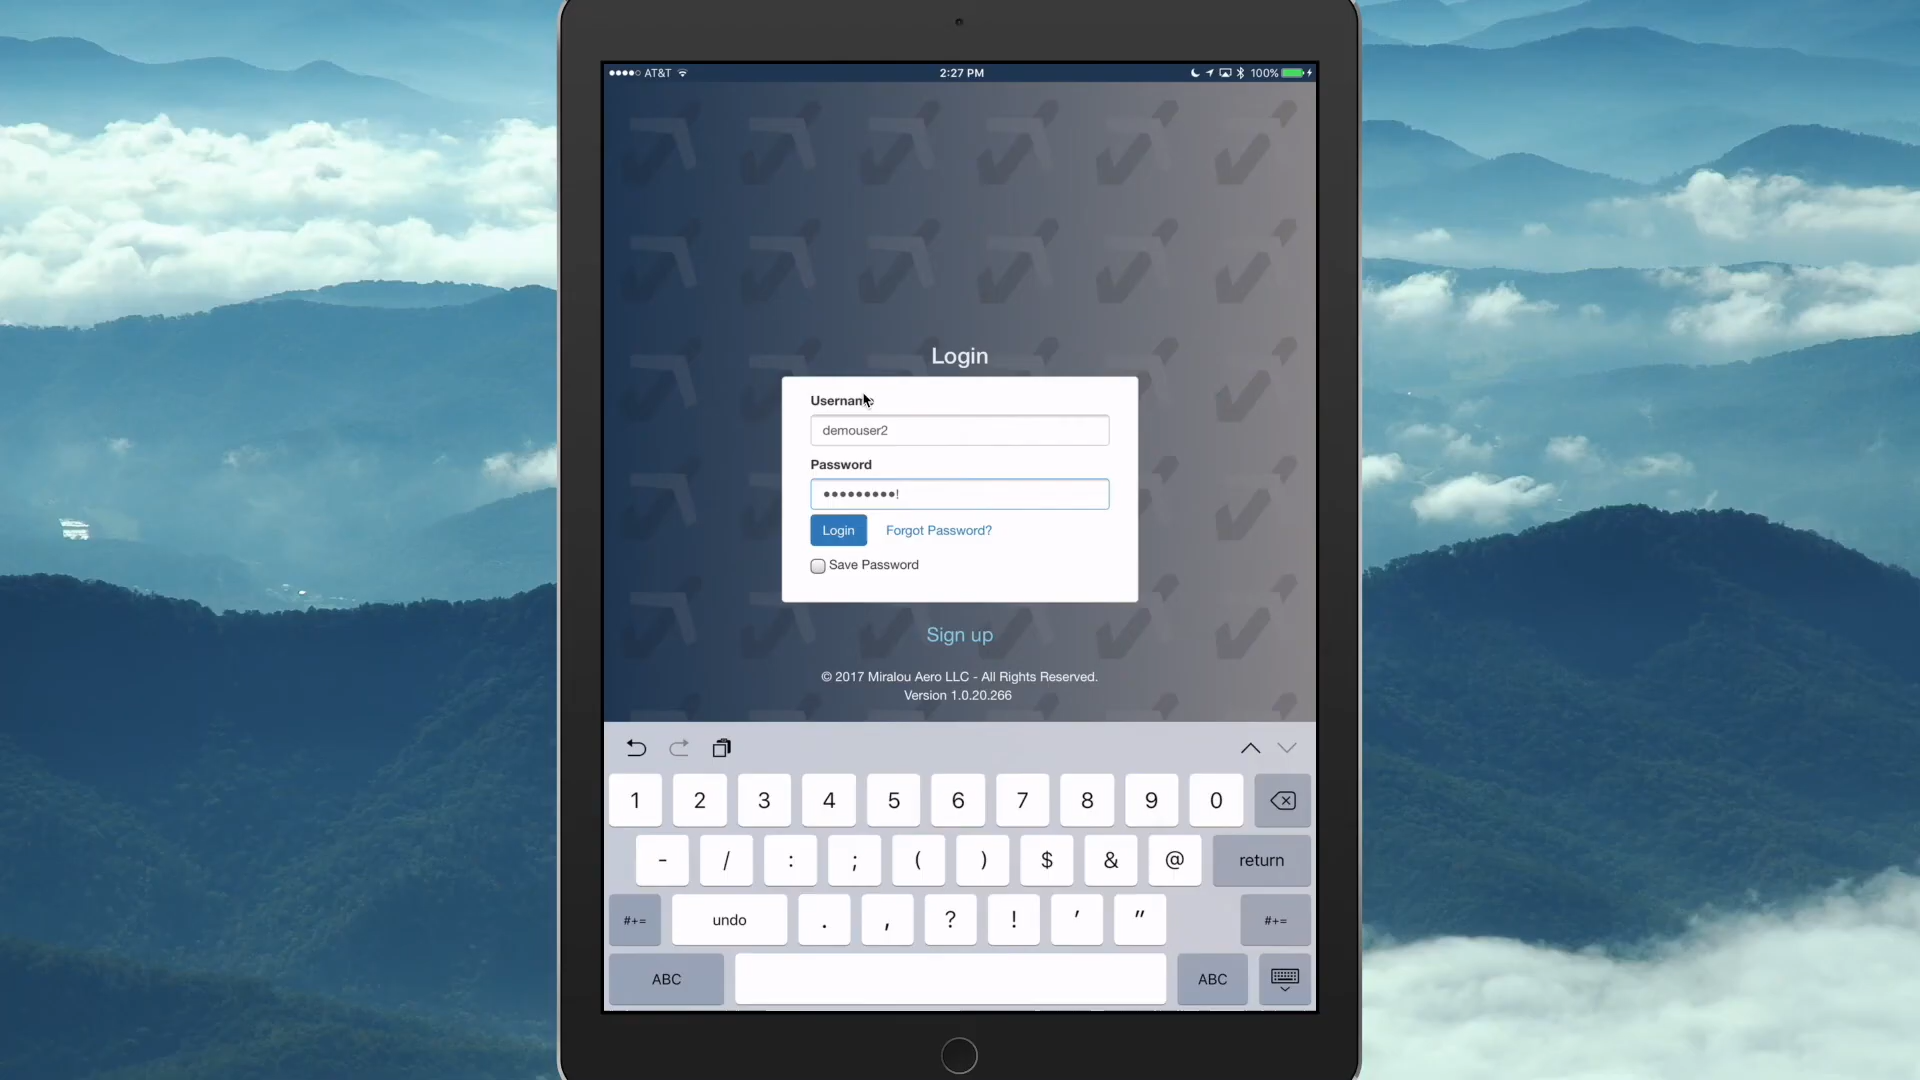 AT&T 2:27 PM 100%
Login
Username
demouser2
Password
•••••••••!
Login Forgot Password?
Save Password
Sign up
© 2017 Miralou Aero LLC - All Rights Reserved.
Version 1.0.20.266
1 2 3 4 5 6 7 8 9 0
- / : ; ( ) $ & @ return
#+= undo . , ? ! ' " #+=
ABC ABC